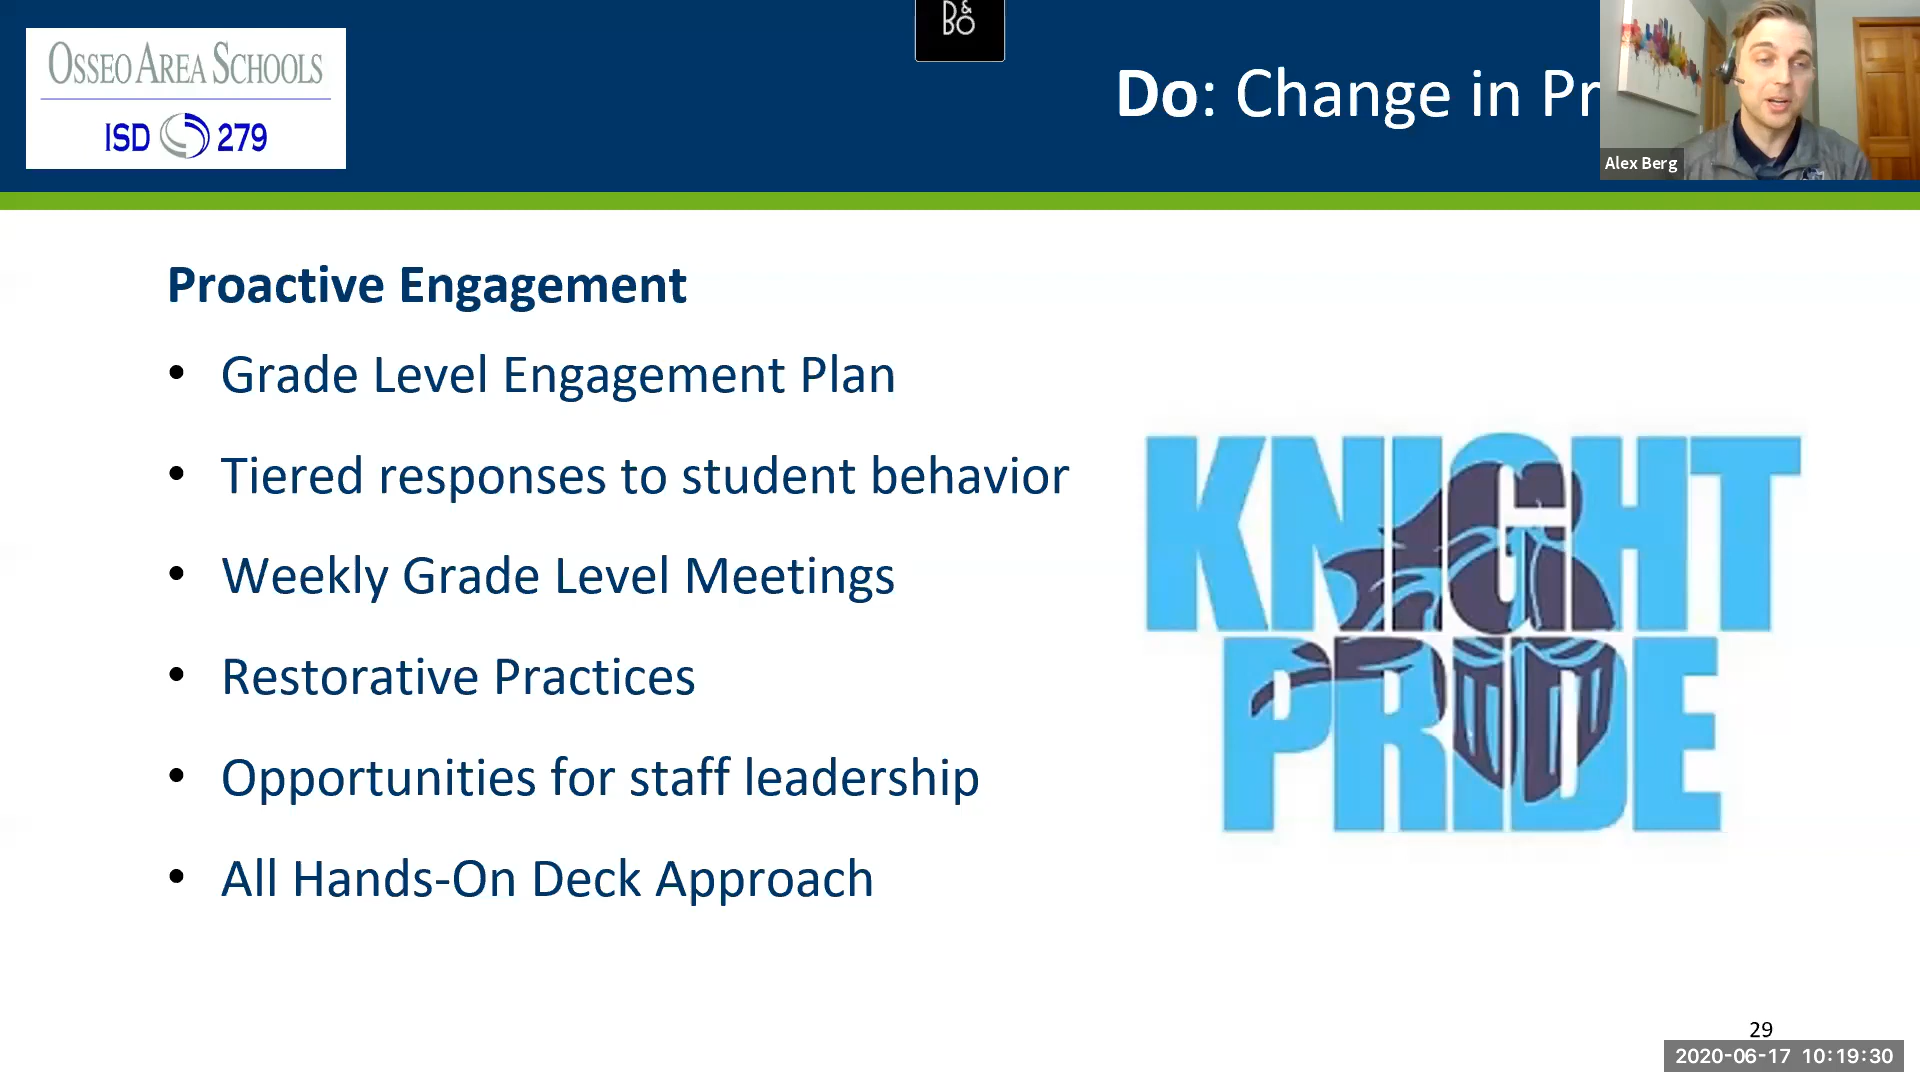 OSSEO AREA SCHOOLS
ISD 279
B&O
Do: Change in Pr
Alex Berg
Proactive Engagement
• Grade Level Engagement Plan
• Tiered responses to student behavior
• Weekly Grade Level Meetings
• Restorative Practices
• Opportunities for staff leadership
• All Hands-On Deck Approach
KNIGHT
PRIDE
29
2020-06-17 10:19:30